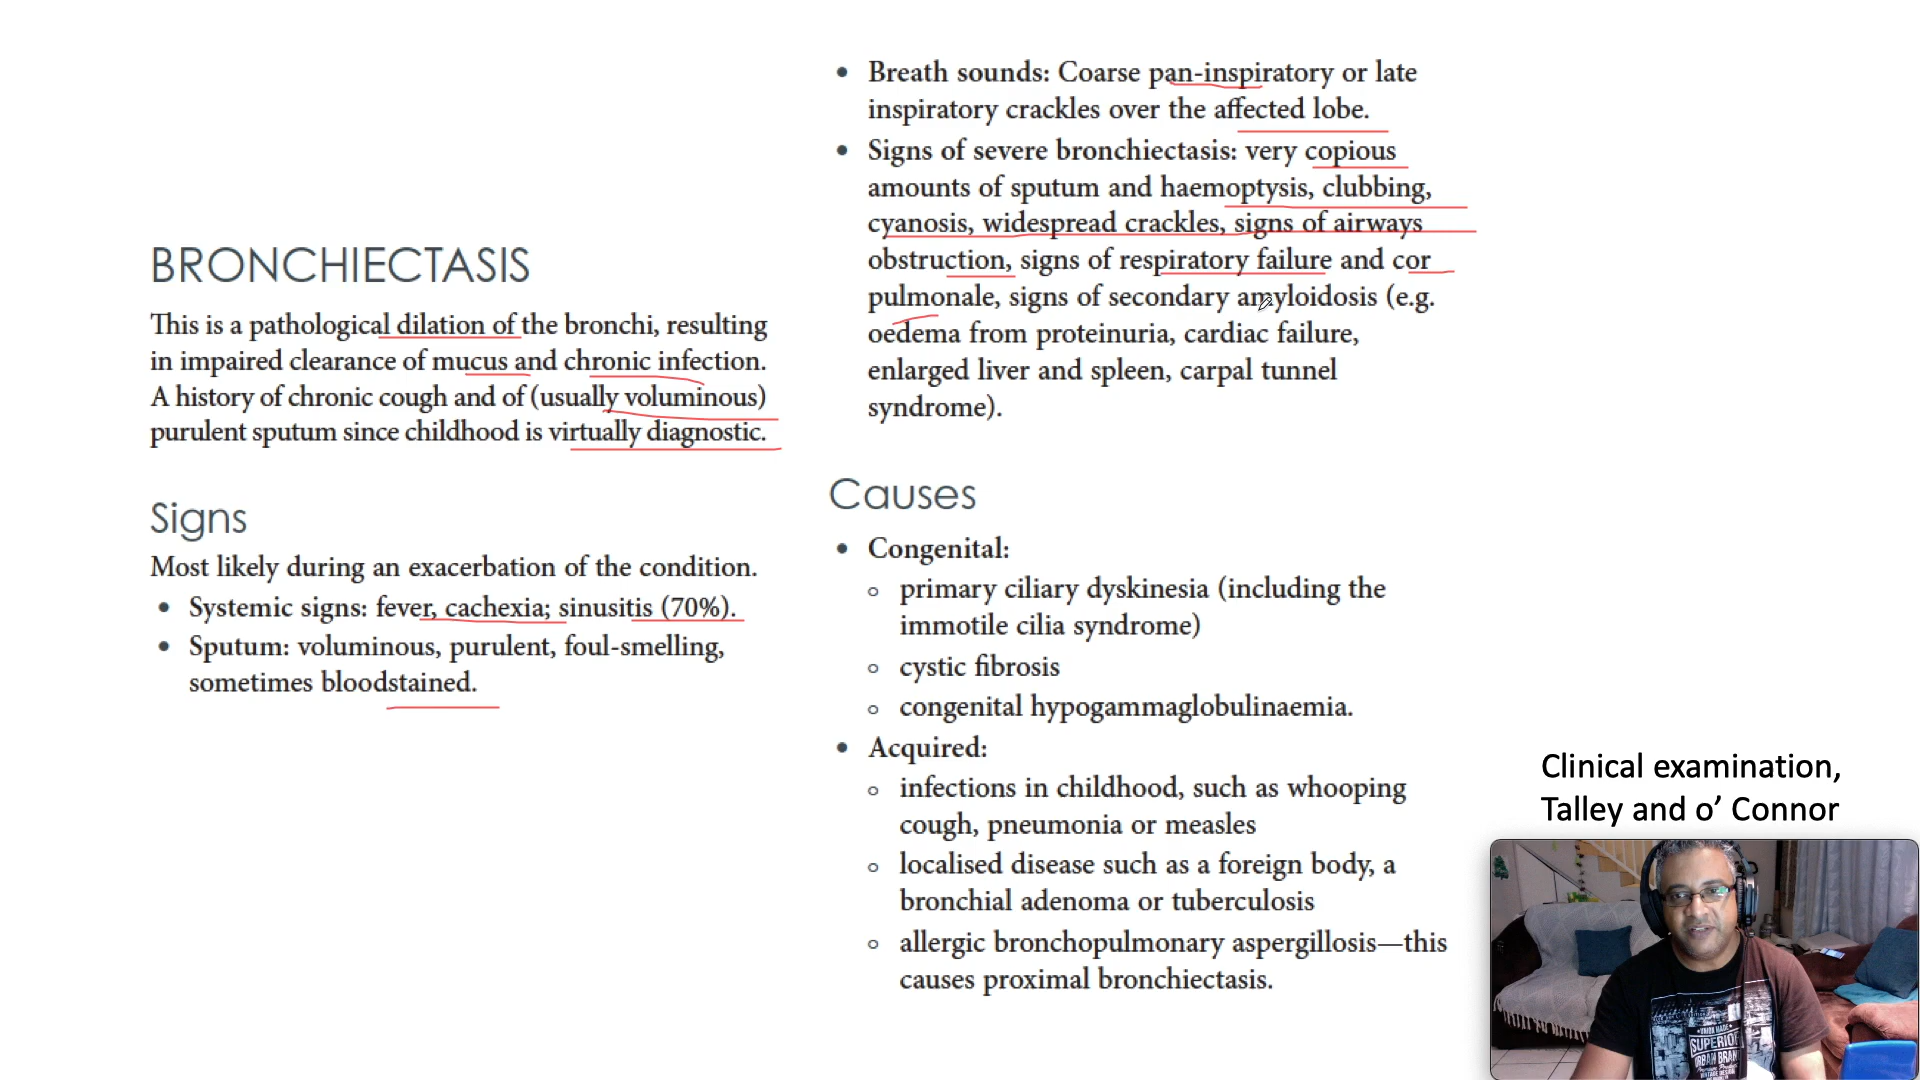 BRONCHIECTASIS
This is a pathological dilation of the bronchi, resulting
in impaired clearance of mucus and chronic infection.
A history of chronic cough and of (usually voluminous)
purulent sputum since childhood is virtually diagnostic.
Signs
Most likely during an exacerbation of the condition.
• Systemic signs: fever, cachexia; sinusitis (70%).
• Sputum: voluminous, purulent, foul-smelling,
sometimes bloodstained.
• Breath sounds: Coarse pan-inspiratory or late
inspiratory crackles over the affected lobe.
• Signs of severe bronchiectasis: very copious
amounts of sputum and haemoptysis, clubbing,
cyanosis, widespread crackles, signs of airways
obstruction, signs of respiratory failure and cor
pulmonale, signs of secondary amyloidosis (e.g.
oedema from proteinuria, cardiac failure,
enlarged liver and spleen, carpal tunnel
syndrome).
Causes
• Congenital:
○ primary ciliary dyskinesia (including the
immotile cilia syndrome)
○ cystic fibrosis
○ congenital hypogammaglobulinaemia.
• Acquired:
○ infections in childhood, such as whooping
cough, pneumonia or measles
○ localised disease such as a foreign body, a
bronchial adenoma or tuberculosis
○ allergic bronchopulmonary aspergillosis—this
causes proximal bronchiectasis.
Clinical examination,
Talley and o’ Connor
SUPERIOR
URBAN BRAN